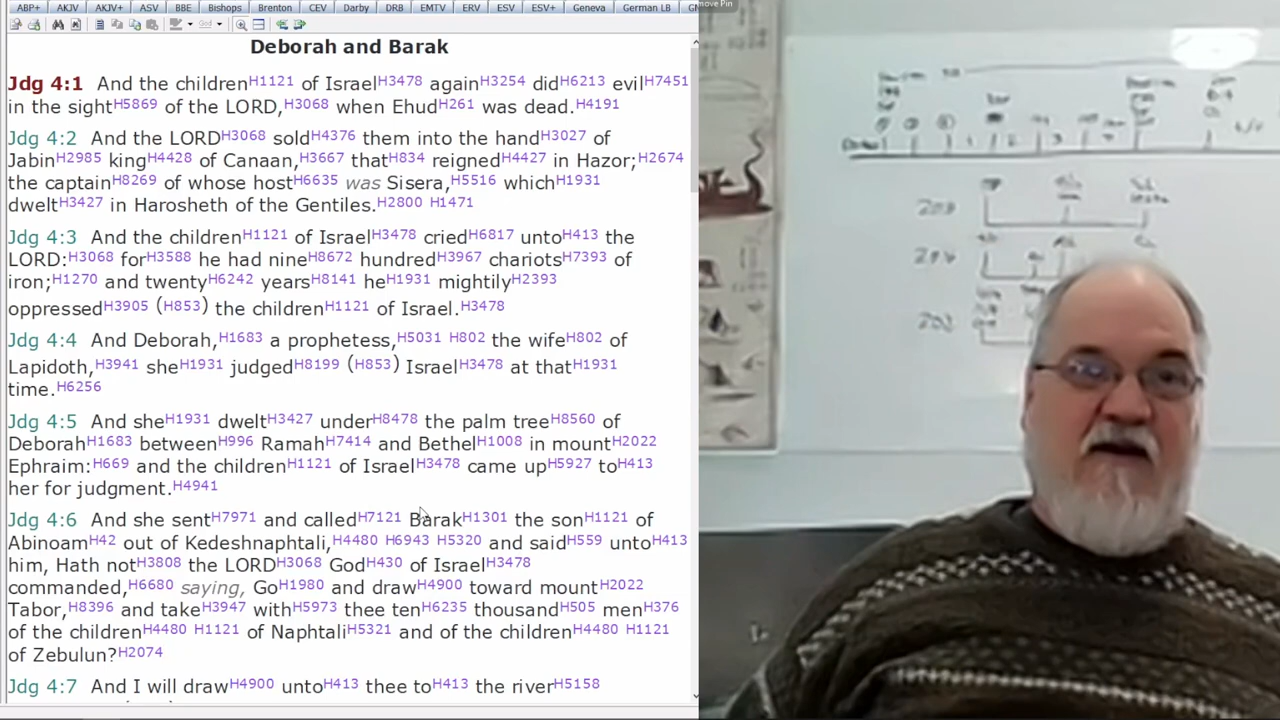 ABP+ AKJV AKJV+ ASV BBE Bishops Brenton CEV Darby DRB EMTV ERV ESV ESV+ Geneva German LB
move Pin
Deborah and Barak
Jdg 4:1 And the childrenH1121 of IsraelH3478 againH3254 didH6213 evilH7451
in the sightH5869 of the LORD,H3068 when EhudH261 was dead.H4191
Jdg 4:2 And the LORDH3068 soldH4376 them into the handH3027 of
JabinH2985 kingH4428 of Canaan,H3667 thatH834 reignedH4427 in Hazor;H2674
the captainH8269 of whose hostH6635 was Sisera,H5516 whichH1931
dweltH3427 in Harosheth of the Gentiles.H2800 H1471
Jdg 4:3 And the childrenH1121 of IsraelH3478 criedH6817 untoH413 the
LORD:H3068 forH3588 he had nineH8672 hundredH3967 chariotsH7393 of
iron;H1270 and twentyH6242 yearsH8141 heH1931 mightilyH2393
oppressedH3905 (H853) the childrenH1121 of Israel.H3478
Jdg 4:4 And Deborah,H1683 a prophetess,H5031 H802 the wifeH802 of
Lapidoth,H3941 sheH1931 judgedH8199 (H853) IsraelH3478 at thatH1931
time.H6256
Jdg 4:5 And sheH1931 dweltH3427 underH8478 the palm treeH8560 of
DeborahH1683 betweenH996 RamahH7414 and BethelH1008 in mountH2022
Ephraim:H669 and the childrenH1121 of IsraelH3478 came upH5927 toH413
her for judgment.H4941
Jdg 4:6 And she sentH7971 and calledH7121 BarakH1301 the sonH1121 of
AbinoamH42 out of Kedeshnaphtali,H4480 H6943 H5320 and saidH559 untoH413
him, Hath notH3808 the LORDH3068 GodH430 of IsraelH3478
commanded,H6680 saying, GoH1980 and drawH4900 toward mountH2022
Tabor,H8396 and takeH3947 withH5973 thee tenH6235 thousandH505 menH376
of the childrenH4480 H1121 of NaphtaliH5321 and of the childrenH4480 H1121
of Zebulun?H2074
Jdg 4:7 And I will drawH4900 untoH413 thee toH413 the riverH5158